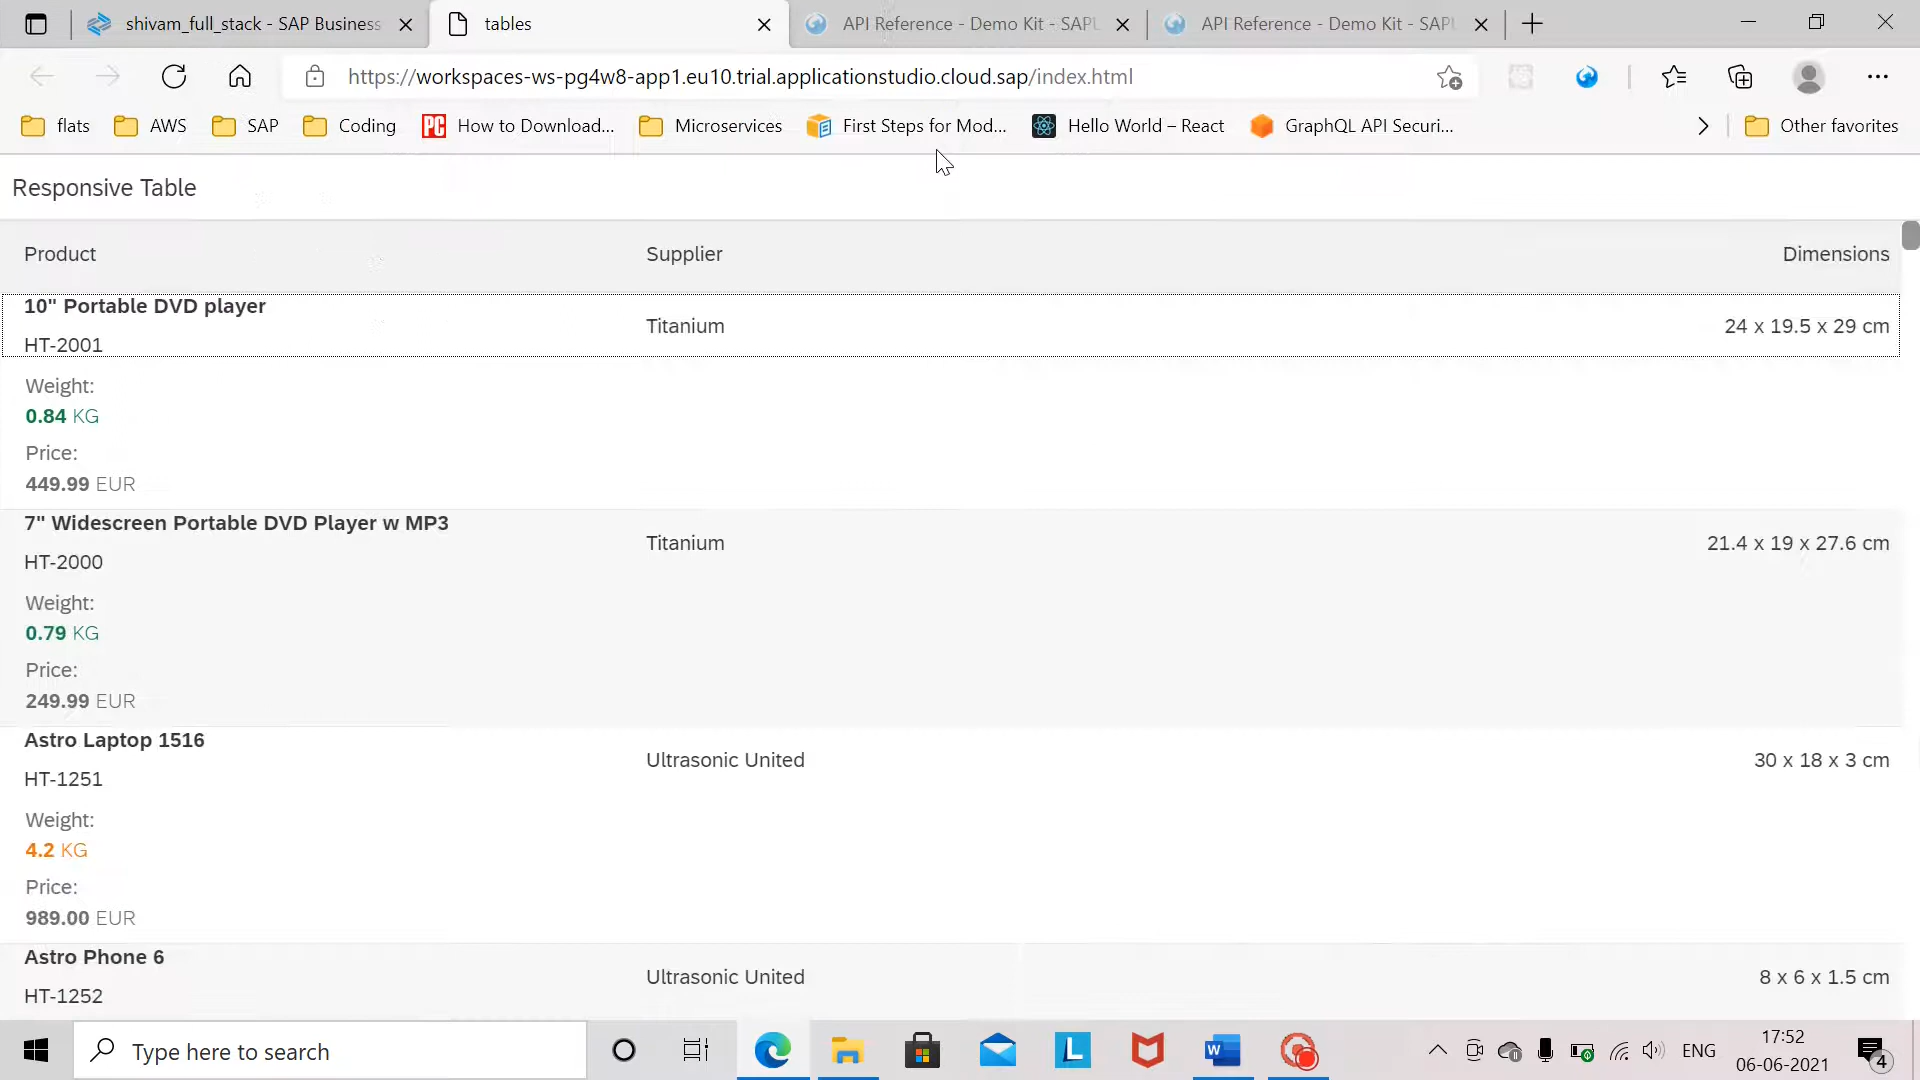 shivam_full_stack - SAP Business
tables
API Reference - Demo Kit - SAPU
API Reference - Demo Kit - SAPU
https://workspaces-ws-pg4w8-app1.eu10.trial.applicationstudio.cloud.sap/index.html
flats AWS SAP Coding How to Download... Microservices First Steps for Mod... Hello World – React GraphQL API Securi... Other favorites
Responsive Table
Product Supplier Dimensions
10" Portable DVD player
HT-2001
Titanium 24 x 19.5 x 29 cm
Weight:
0.84 KG
Price:
449.99 EUR
7" Widescreen Portable DVD Player w MP3
HT-2000
Titanium 21.4 x 19 x 27.6 cm
Weight:
0.79 KG
Price:
249.99 EUR
Astro Laptop 1516
HT-1251
Ultrasonic United 30 x 18 x 3 cm
Weight:
4.2 KG
Price:
989.00 EUR
Astro Phone 6
HT-1252
Ultrasonic United 8 x 6 x 1.5 cm
Type here to search
ENG
17:52
06-06-2021
4